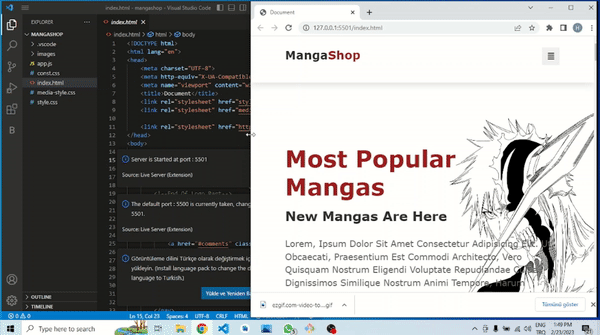 index.html - mangashop - Visual Studio Code
EXPLORER
MANGASHOP
.vscode
images
app.js
const.css
index.html
media-style.css
style.css
OUTLINE
TIMELINE
index.html
index.html > html > body
<!DOCTYPE html>
<html lang="en">
<head>
<meta charset="UTF-8">
<meta http-equiv="X-UA-Compatible
<meta name="viewport" content="w
<title>Document</title>
<link rel="stylesheet" href="sty
<link rel="stylesheet" href="med
11 <link rel="stylesheet" href="htt
12 </head>
13 <body>
Server is Started at port : 5501
Source: Live Server (Extension)
The default port : 5500 is currently taken, chang
5501.
Source: Live Server (Extension)
<a href="#comments" clas
Görüntüleme dilini Türkçe olarak değiştirmek iç
yükleyin. (Install language pack to change the d
language to Turkish.)
Yükle ve Yeniden B
Ln 15, Col 23
Spaces: 4
UTF-8
CRLF
HTML
Document
127.0.0.1:5501/index.html
MangaShop
Most Popular
Mangas
New Mangas Are Here
Lorem, Ipsum Dolor Sit Amet Consectetur Adipisicing Elit.
Obcaecati, Praesentium Est Commodi Architecto, Vero
Quisquam Nostrum Eligendi Voluptate Repudiandae
Dignissimos Similique Nostrum Animi Tempore, Harum
ezgif.com-video-to....gif
Tümünü göster
Type here to search
1:49 PM
2/23/2023